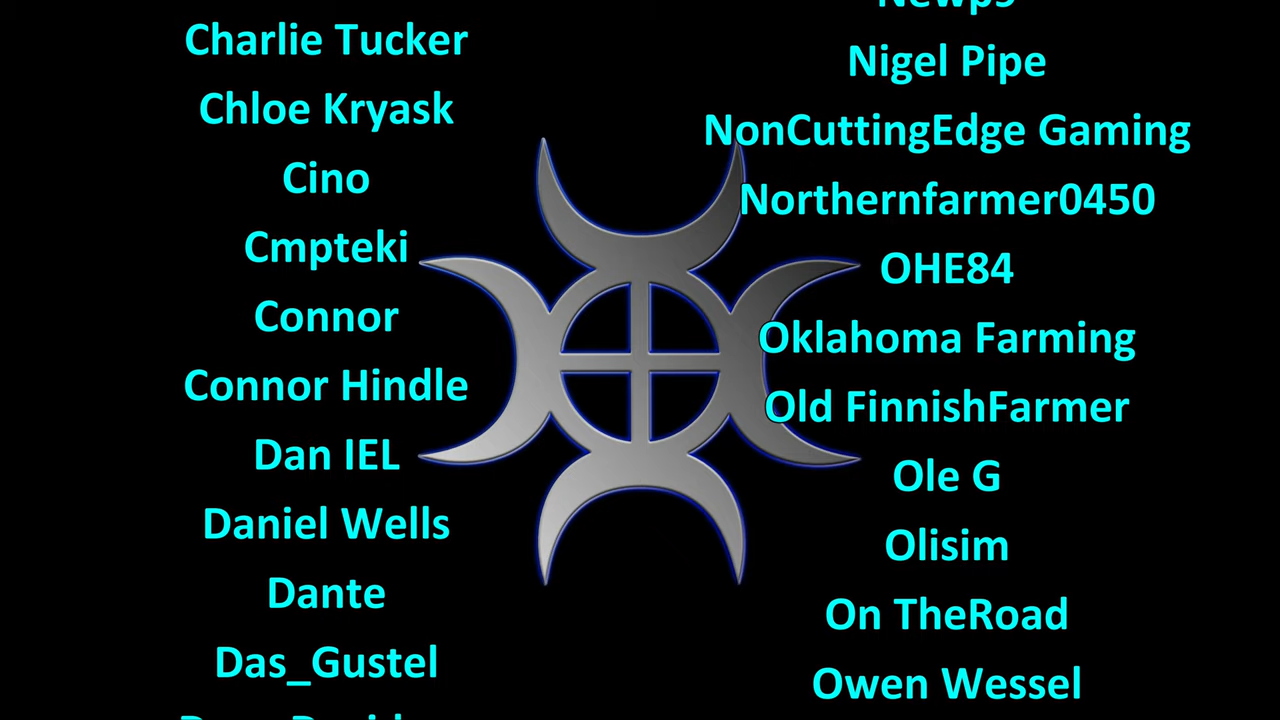 Charlie Tucker
Chloe Kryask
Cino
Cmpteki
Connor
Connor Hindle
Dan IEL
Daniel Wells
Dante
Das_Gustel
Nigel Pipe
NonCuttingEdge Gaming
Northernfarmer0450
OHE84
Oklahoma Farming
Old FinnishFarmer
Ole G
Olisim
On TheRoad
Owen Wessel